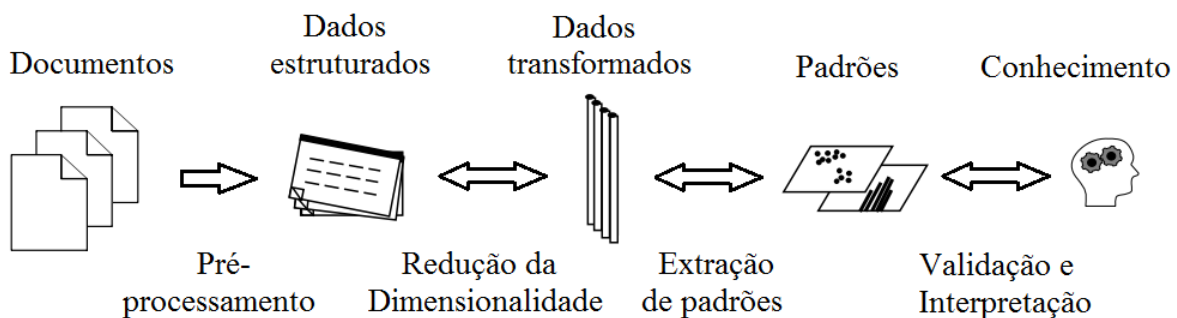 Documentos
Dados
estruturados
Dados
transformados
Padrões
Conhecimento
Pré-
processamento
Redução da
Dimensionalidade
Extração
de padrões
Validação e
Interpretação